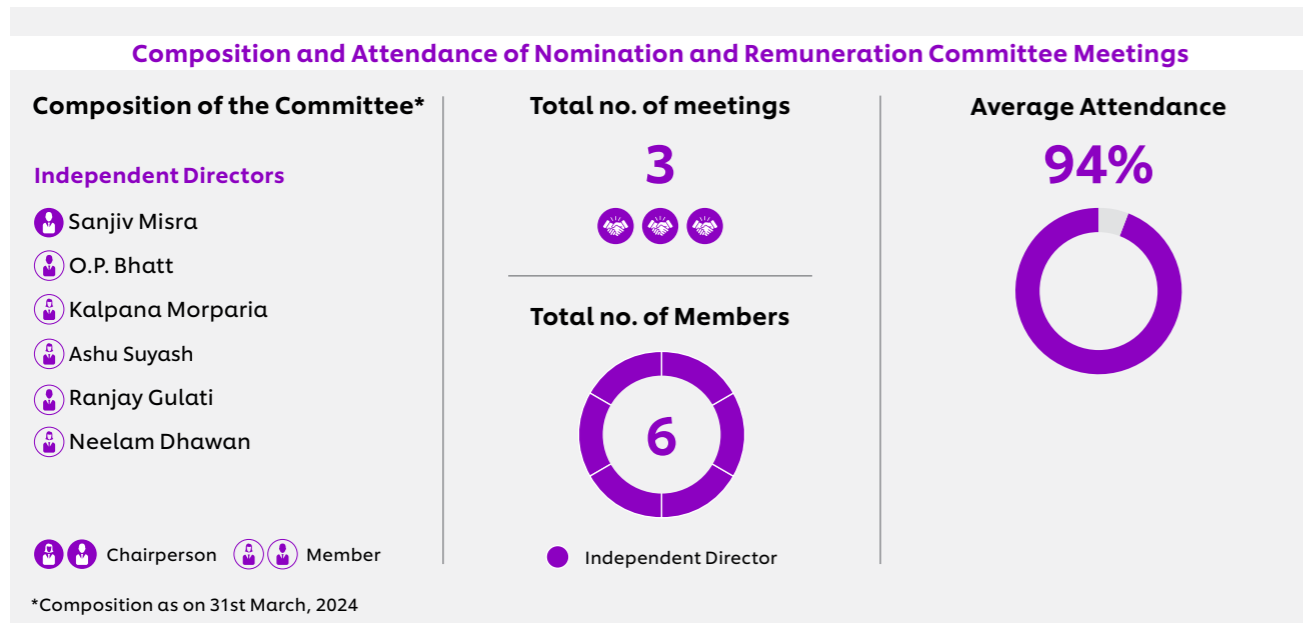 Composition and Attendance of Nomination and Remuneration Committee Meetings
Composition of the Committee*
Independent Directors
Sanjiv Misra
O.P. Bhatt
Kalpana Morparia
Ashu Suyash
Ranjay Gulati
Neelam Dhawan
Chairperson Member
*Composition as on 31st March, 2024
Total no. of meetings
3
Total no. of Members
6
Independent Director
Average Attendance
94%